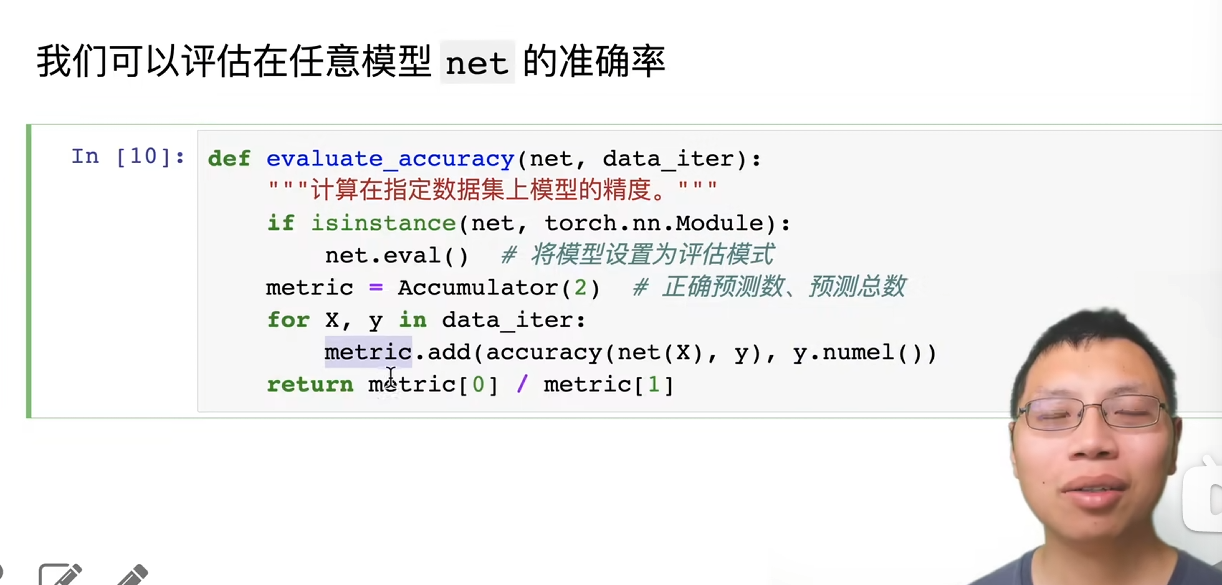 我们可以评估在任意模型 net 的准确率
In [10]: def evaluate_accuracy(net, data_iter):
"""计算在指定数据集上模型的精度。"""
if isinstance(net, torch.nn.Module):
net.eval()  # 将模型设置为评估模式
metric = Accumulator(2)  # 正确预测数、预测总数
for X, y in data_iter:
metric.add(accuracy(net(X), y), y.numel())
return metric[0] / metric[1]